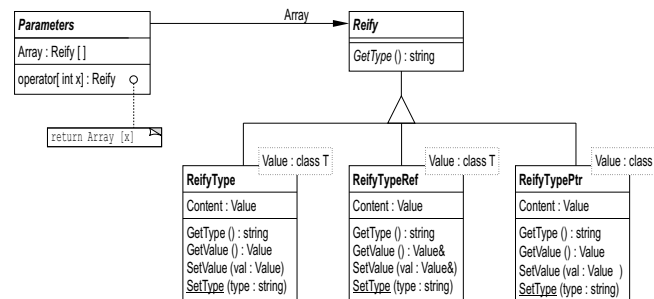 Parameters
Array : Reify [ ]
operator[ int x] : Reify
return Array [x]
Array
Reify
GetType () : string
Value : class T
ReifyType
Content : Value
GetType () : string
GetValue () : Value
SetValue (val : Value)
SetType (type : string)
Value : class T
ReifyTypeRef
Content : Value
GetType () : string
GetValue () : Value&
SetValue (val : Value&)
SetType (type : string)
Value : class
ReifyTypePtr
Content : Value
GetType () : string
GetValue () : Value
SetValue (val : Value )
SetType (type : string)